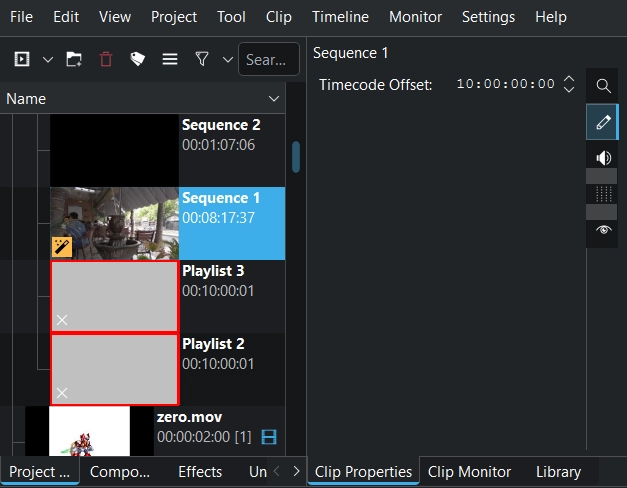 File Edit View Project Tool Clip Timeline Monitor Settings Help
Sear...
Name
Sequence 2
00:01:07:06
Sequence 1
00:08:17:37
Playlist 3
00:10:00:01
Playlist 2
00:10:00:01
zero.mov
00:00:02:00 [1]
Project ... Compo... Effects Un
Sequence 1
Timecode Offset: 10:00:00:00
Clip Properties Clip Monitor Library